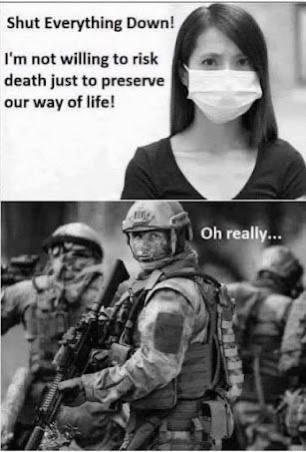 Shut Everything Down!
I'm not willing to risk
death just to preserve
our way of life!
Oh really...